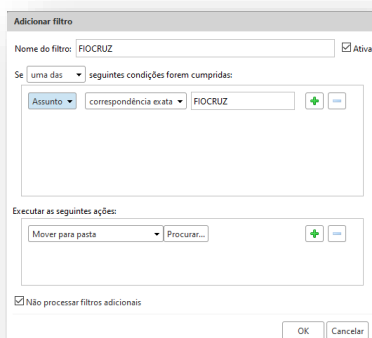 Adicionar filtro
Nome do filtro: FIOCRUZ Ativa
Se uma das seguintes condições forem cumpridas:
Assunto correspondência exata FIOCRUZ
Executar as seguintes ações:
Mover para pasta Procurar...
Não processar filtros adicionais
OK Cancelar